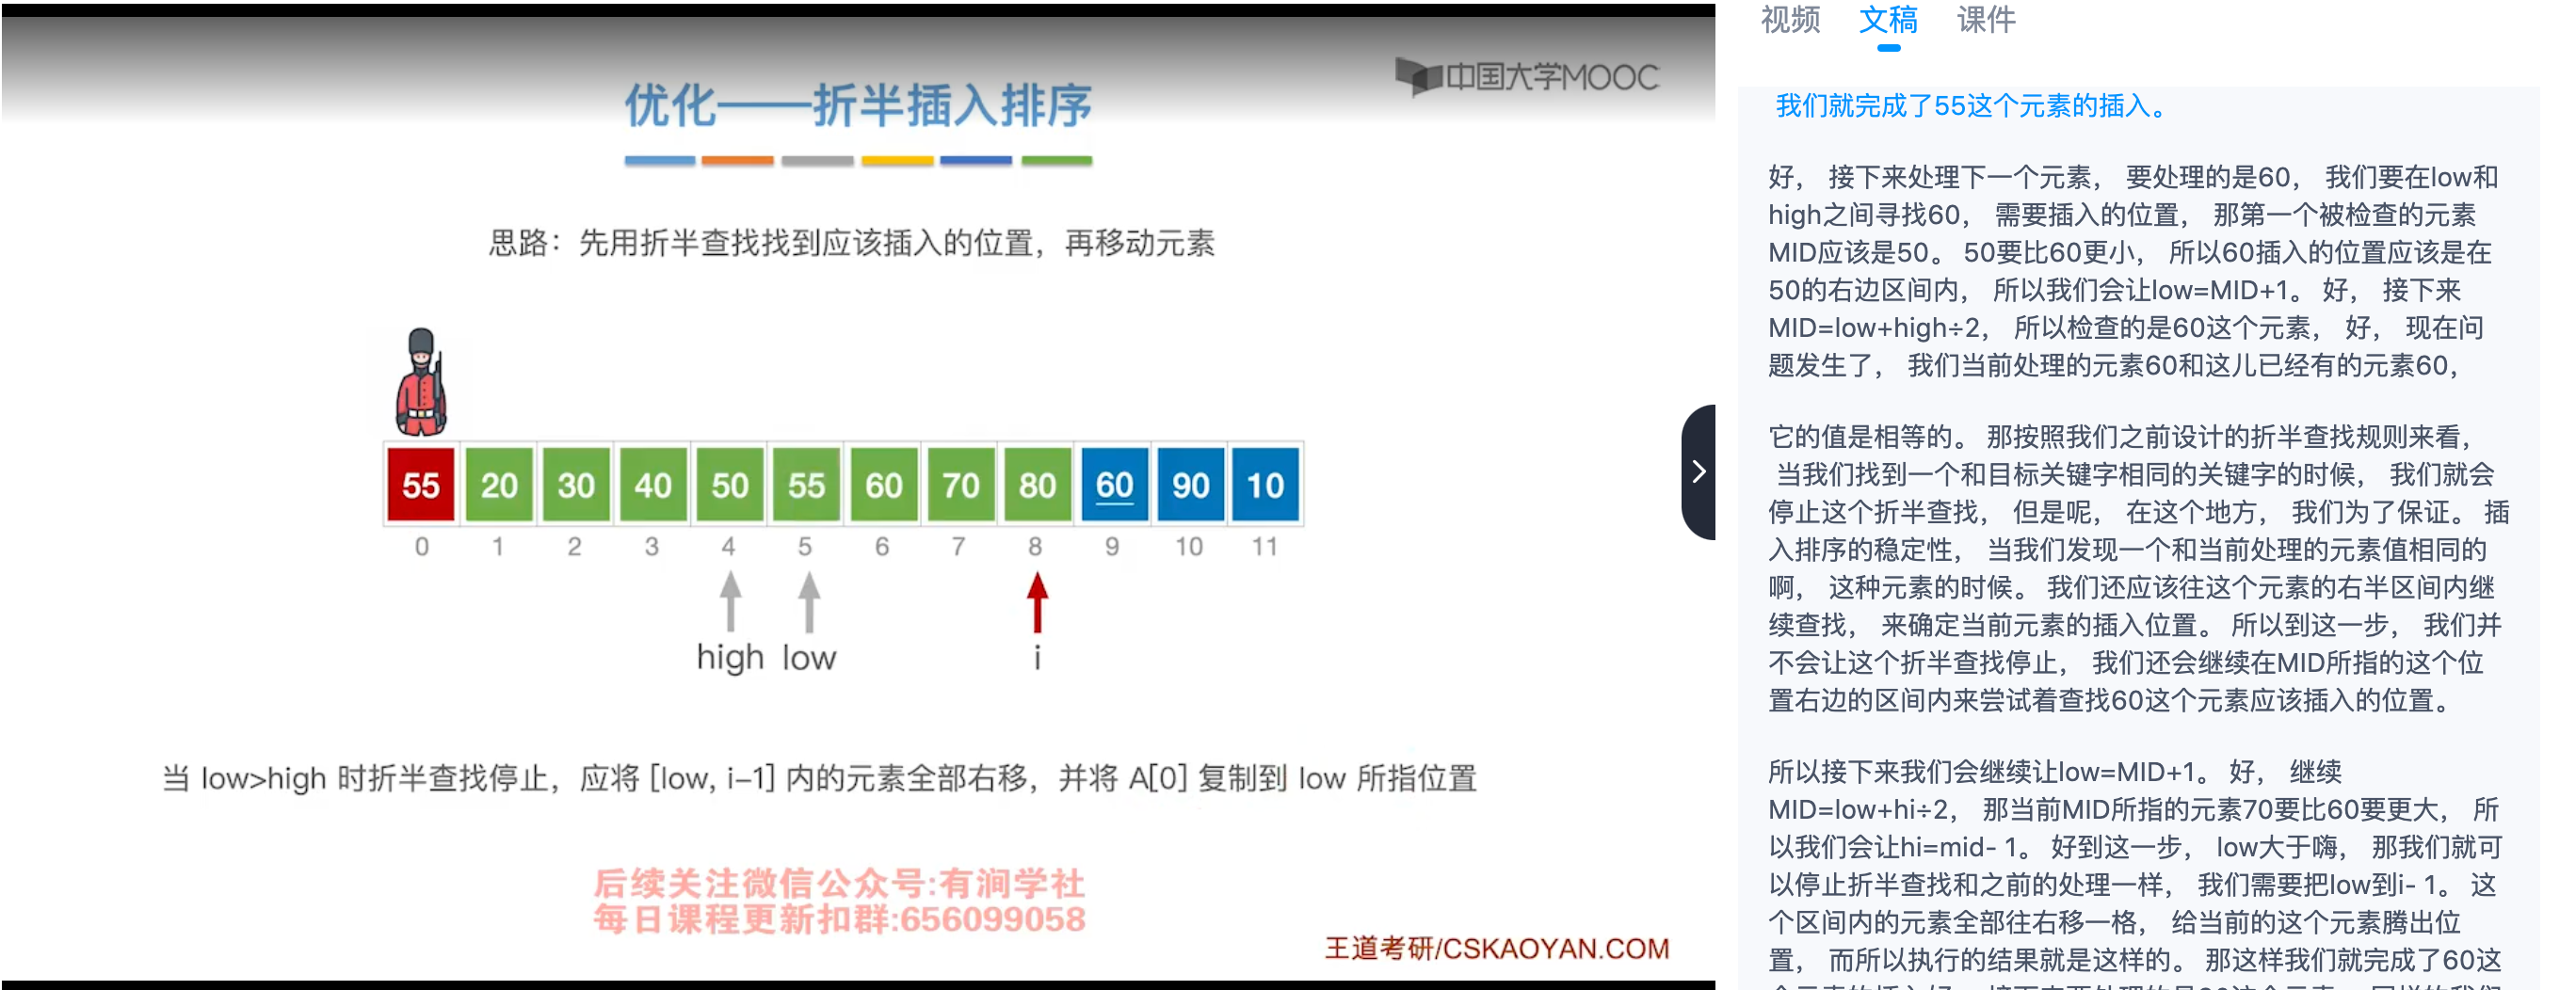 中国大学MOOC
优化——折半插入排序
思路：先用折半查找找到应该插入的位置，再移动元素
55 20 30 40 50 55 60 70 80 60 90 10
0 1 2 3 4 5 6 7 8 9 10 11
high low i
当 low>high 时折半查找停止，应将 [low, i-1] 内的元素全部右移，并将 A[0] 复制到 low 所指位置
后续关注微信公众号:有涧学社
每日课程更新扣群:656099058
王道考研/CSKAOYAN.COM
视频 文稿 课件
我们就完成了55这个元素的插入。
好， 接下来处理下一个元素， 要处理的是60， 我们要在low和
high之间寻找60， 需要插入的位置， 那第一个被检查的元素
MID应该是50。 50要比60更小， 所以60插入的位置应该是在
50的右边区间内， 所以我们会让low=MID+1。 好， 接下来
MID=low+high÷2， 所以检查的是60这个元素， 好， 现在问
题发生了， 我们当前处理的元素60和这儿已经有的元素60，
它的值是相等的。 那按照我们之前设计的折半查找规则来看，
当我们找到一个和目标关键字相同的关键字的时候， 我们就会
停止这个折半查找， 但是呢， 在这个地方， 我们为了保证。 插
入排序的稳定性， 当我们发现一个和当前处理的元素值相同的
啊， 这种元素的时候。 我们还应该往这个元素的右半区间内继
续查找， 来确定当前元素的插入位置。 所以到这一步， 我们并
不会让这个折半查找停止， 我们还会继续在MID所指的这个位
置右边的区间内来尝试着查找60这个元素应该插入的位置。
所以接下来我们会继续让low=MID+1。 好， 继续
MID=low+hi÷2， 那当前MID所指的元素70要比60要更大， 所
以我们会让hi=mid- 1。 好到这一步， low大于嗨， 那我们就可
以停止折半查找和之前的处理一样， 我们需要把low到i- 1。 这
个区间内的元素全部往右移一格， 给当前的这个元素腾出位
置， 而所以执行的结果就是这样的。 那这样我们就完成了60这